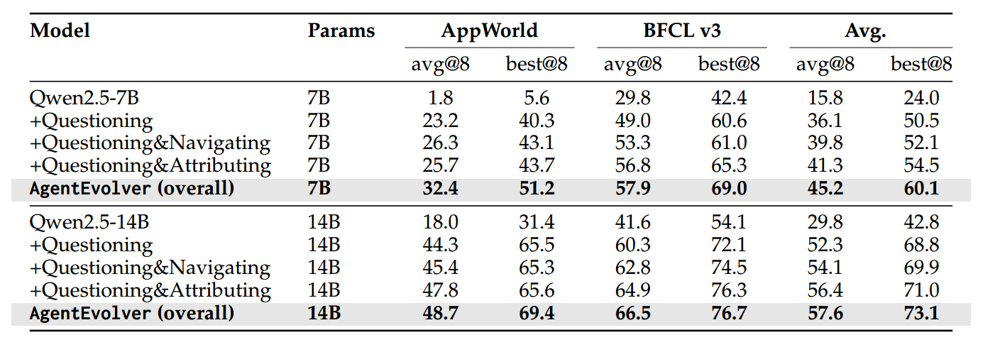 Model Params AppWorld BFCL v3 Avg.
avg@8 best@8 avg@8 best@8 avg@8 best@8
Qwen2.5-7B 7B 1.8 5.6 29.8 42.4 15.8 24.0
+Questioning 7B 23.2 40.3 49.0 60.6 36.1 50.5
+Questioning&Navigating 7B 26.3 43.1 53.3 61.0 39.8 52.1
+Questioning&Attributing 7B 25.7 43.7 56.8 65.3 41.3 54.5
AgentEvolver (overall) 7B 32.4 51.2 57.9 69.0 45.2 60.1
Qwen2.5-14B 14B 18.0 31.4 41.6 54.1 29.8 42.8
+Questioning 14B 44.3 65.5 60.3 72.1 52.3 68.8
+Questioning&Navigating 14B 45.4 65.3 62.8 74.5 54.1 69.9
+Questioning&Attributing 14B 47.8 65.6 64.9 76.3 56.4 71.0
AgentEvolver (overall) 14B 48.7 69.4 66.5 76.7 57.6 73.1